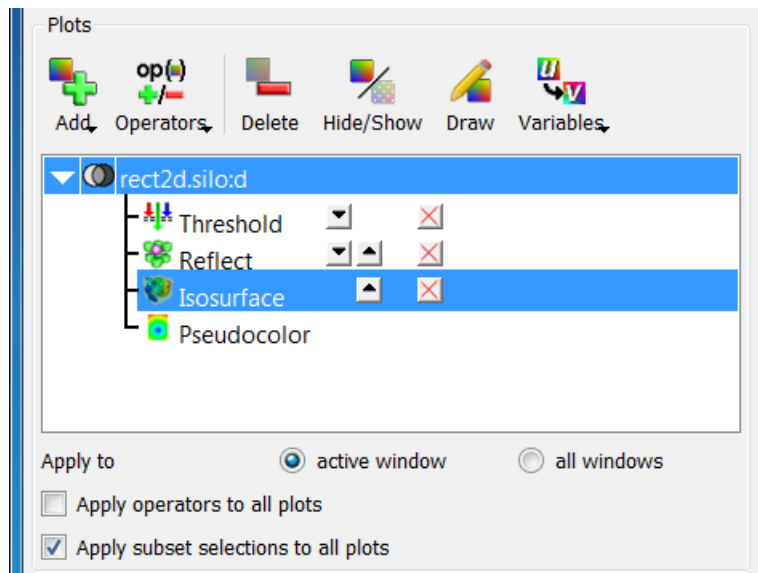 Plots
op( )
+/-
Add Operators Delete Hide/Show Draw Variables
u
v
rect2d.silo:d
Threshold
Reflect
Isosurface
Pseudocolor
Apply to active window all windows
Apply operators to all plots
Apply subset selections to all plots